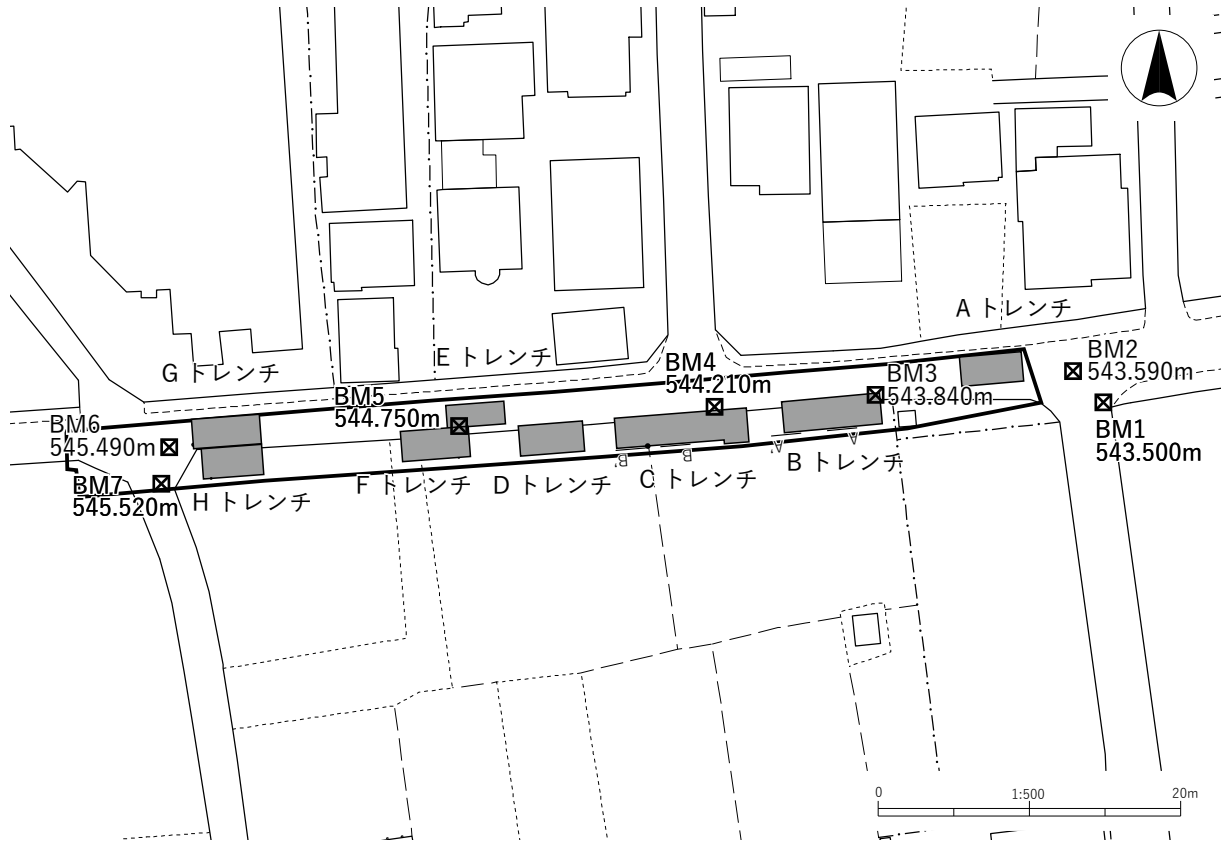 A トレンチ
BM2
543.590m
BM1
543.500m
BM3
543.840m
BM4
544.210m
E トレンチ
G トレンチ
BM5
544.750m
BM6
545.490m
BM7
545.520m
H トレンチ
F トレンチ
D トレンチ
C トレンチ
B トレンチ
B'
B
A'
A
0
1:500
20m